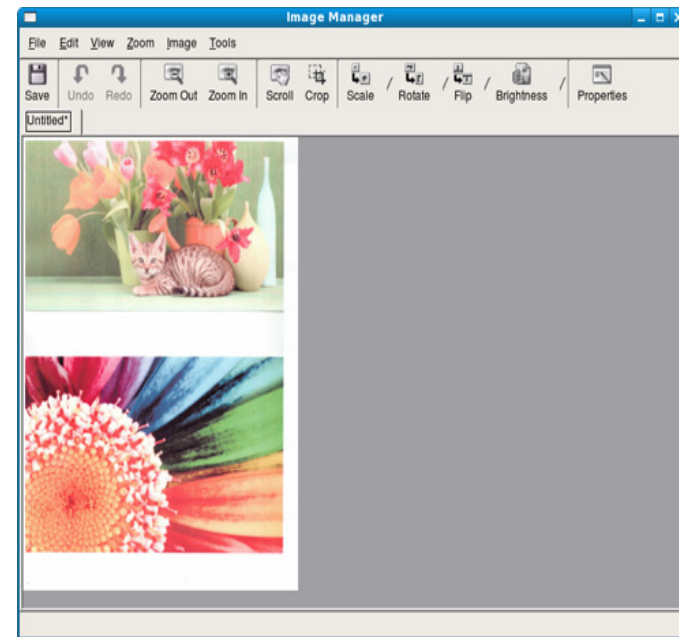 Image Manager
File Edit View Zoom Image Tools
Save Undo Redo Zoom Out Zoom In Scroll Crop Scale / Rotate / Flip / Brightness / Properties
Untitled*